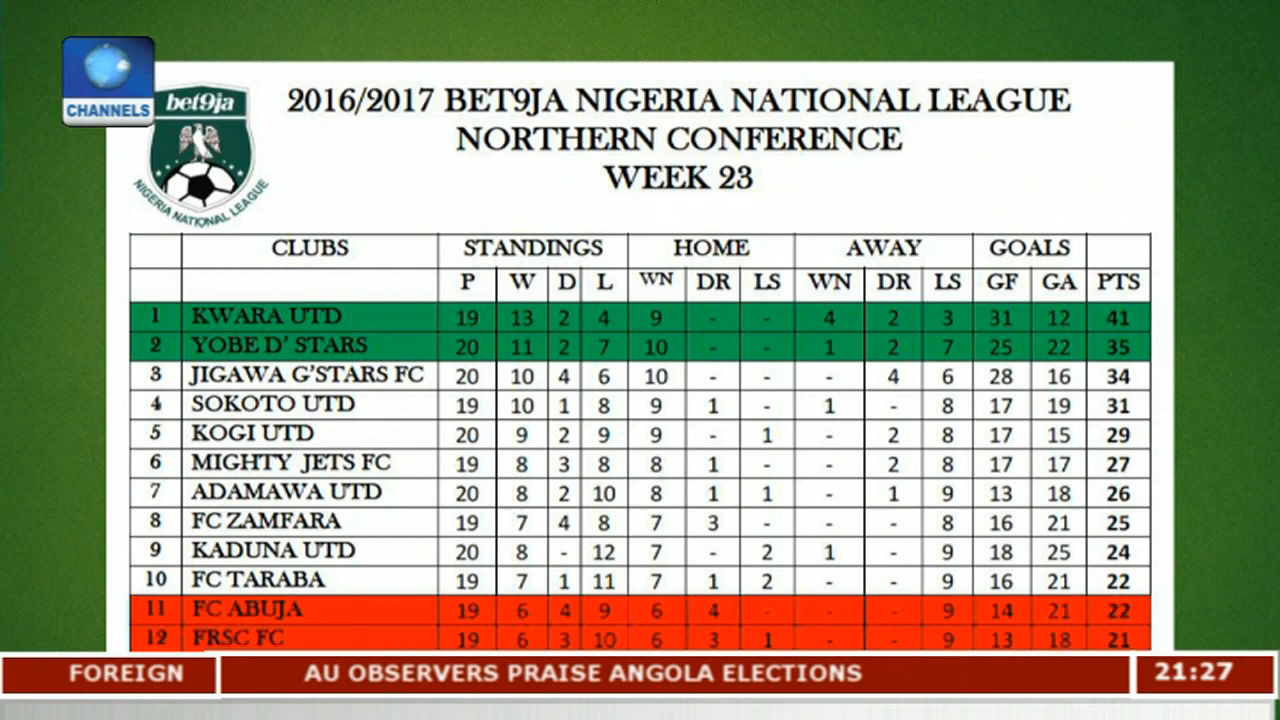 CHANNELS
bet9ja
NIGERIA NATIONAL LEAGUE
2016/2017 BET9JA NIGERIA NATIONAL LEAGUE
NORTHERN CONFERENCE
WEEK 23
CLUBS STANDINGS HOME AWAY GOALS
P W D L WN DR LS WN DR LS GF GA PTS
1 KWARA UTD 19 13 2 4 9 - - 4 2 3 31 12 41
2 YOBE D' STARS 20 11 2 7 10 - - 1 2 7 25 22 35
3 JIGAWA G'STARS FC 20 10 4 6 10 - - - 4 6 28 16 34
4 SOKOTO UTD 19 10 1 8 9 1 - 1 - 8 17 19 31
5 KOGI UTD 20 9 2 9 9 - 1 - 2 8 17 15 29
6 MIGHTY JETS FC 19 8 3 8 8 1 - - 2 8 17 17 27
7 ADAMAWA UTD 20 8 2 10 8 1 1 - 1 9 13 18 26
8 FC ZAMFARA 19 7 4 8 7 3 - - - 8 16 21 25
9 KADUNA UTD 20 8 - 12 7 - 2 1 - 9 18 25 24
10 FC TARABA 19 7 1 11 7 1 2 - - 9 16 21 22
11 FC ABUJA 19 6 4 9 6 4 - - - 9 14 21 22
12 FRSC FC 19 6 3 10 6 3 1 - - 9 13 18 21
FOREIGN AU OBSERVERS PRAISE ANGOLA ELECTIONS 21:27